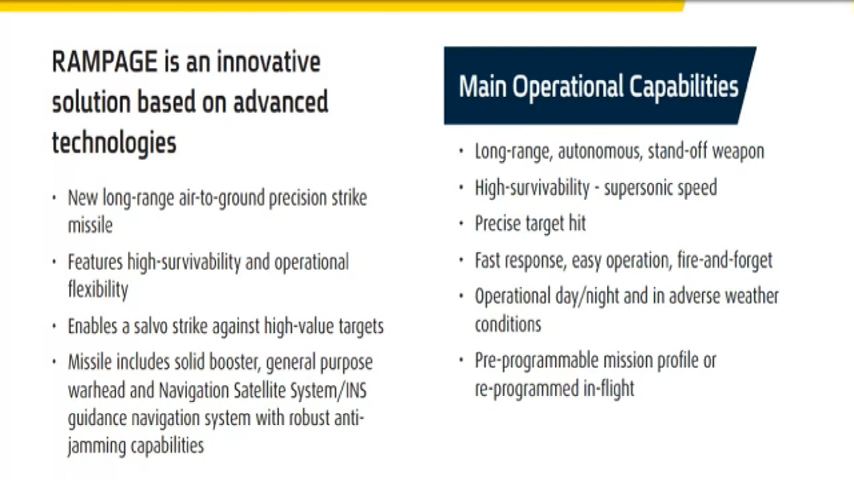 RAMPAGE is an innovative
solution based on advanced
technologies
• New long-range air-to-ground precision strike
missile
• Features high-survivability and operational
flexibility
• Enables a salvo strike against high-value targets
• Missile includes solid booster, general purpose
warhead and Navigation Satellite System/INS
guidance navigation system with robust anti-
jamming capabilities
Main Operational Capabilities
• Long-range, autonomous, stand-off weapon
• High-survivability - supersonic speed
• Precise target hit
• Fast response, easy operation, fire-and-forget
• Operational day/night and in adverse weather
conditions
• Pre-programmable mission profile or
re-programmed in-flight